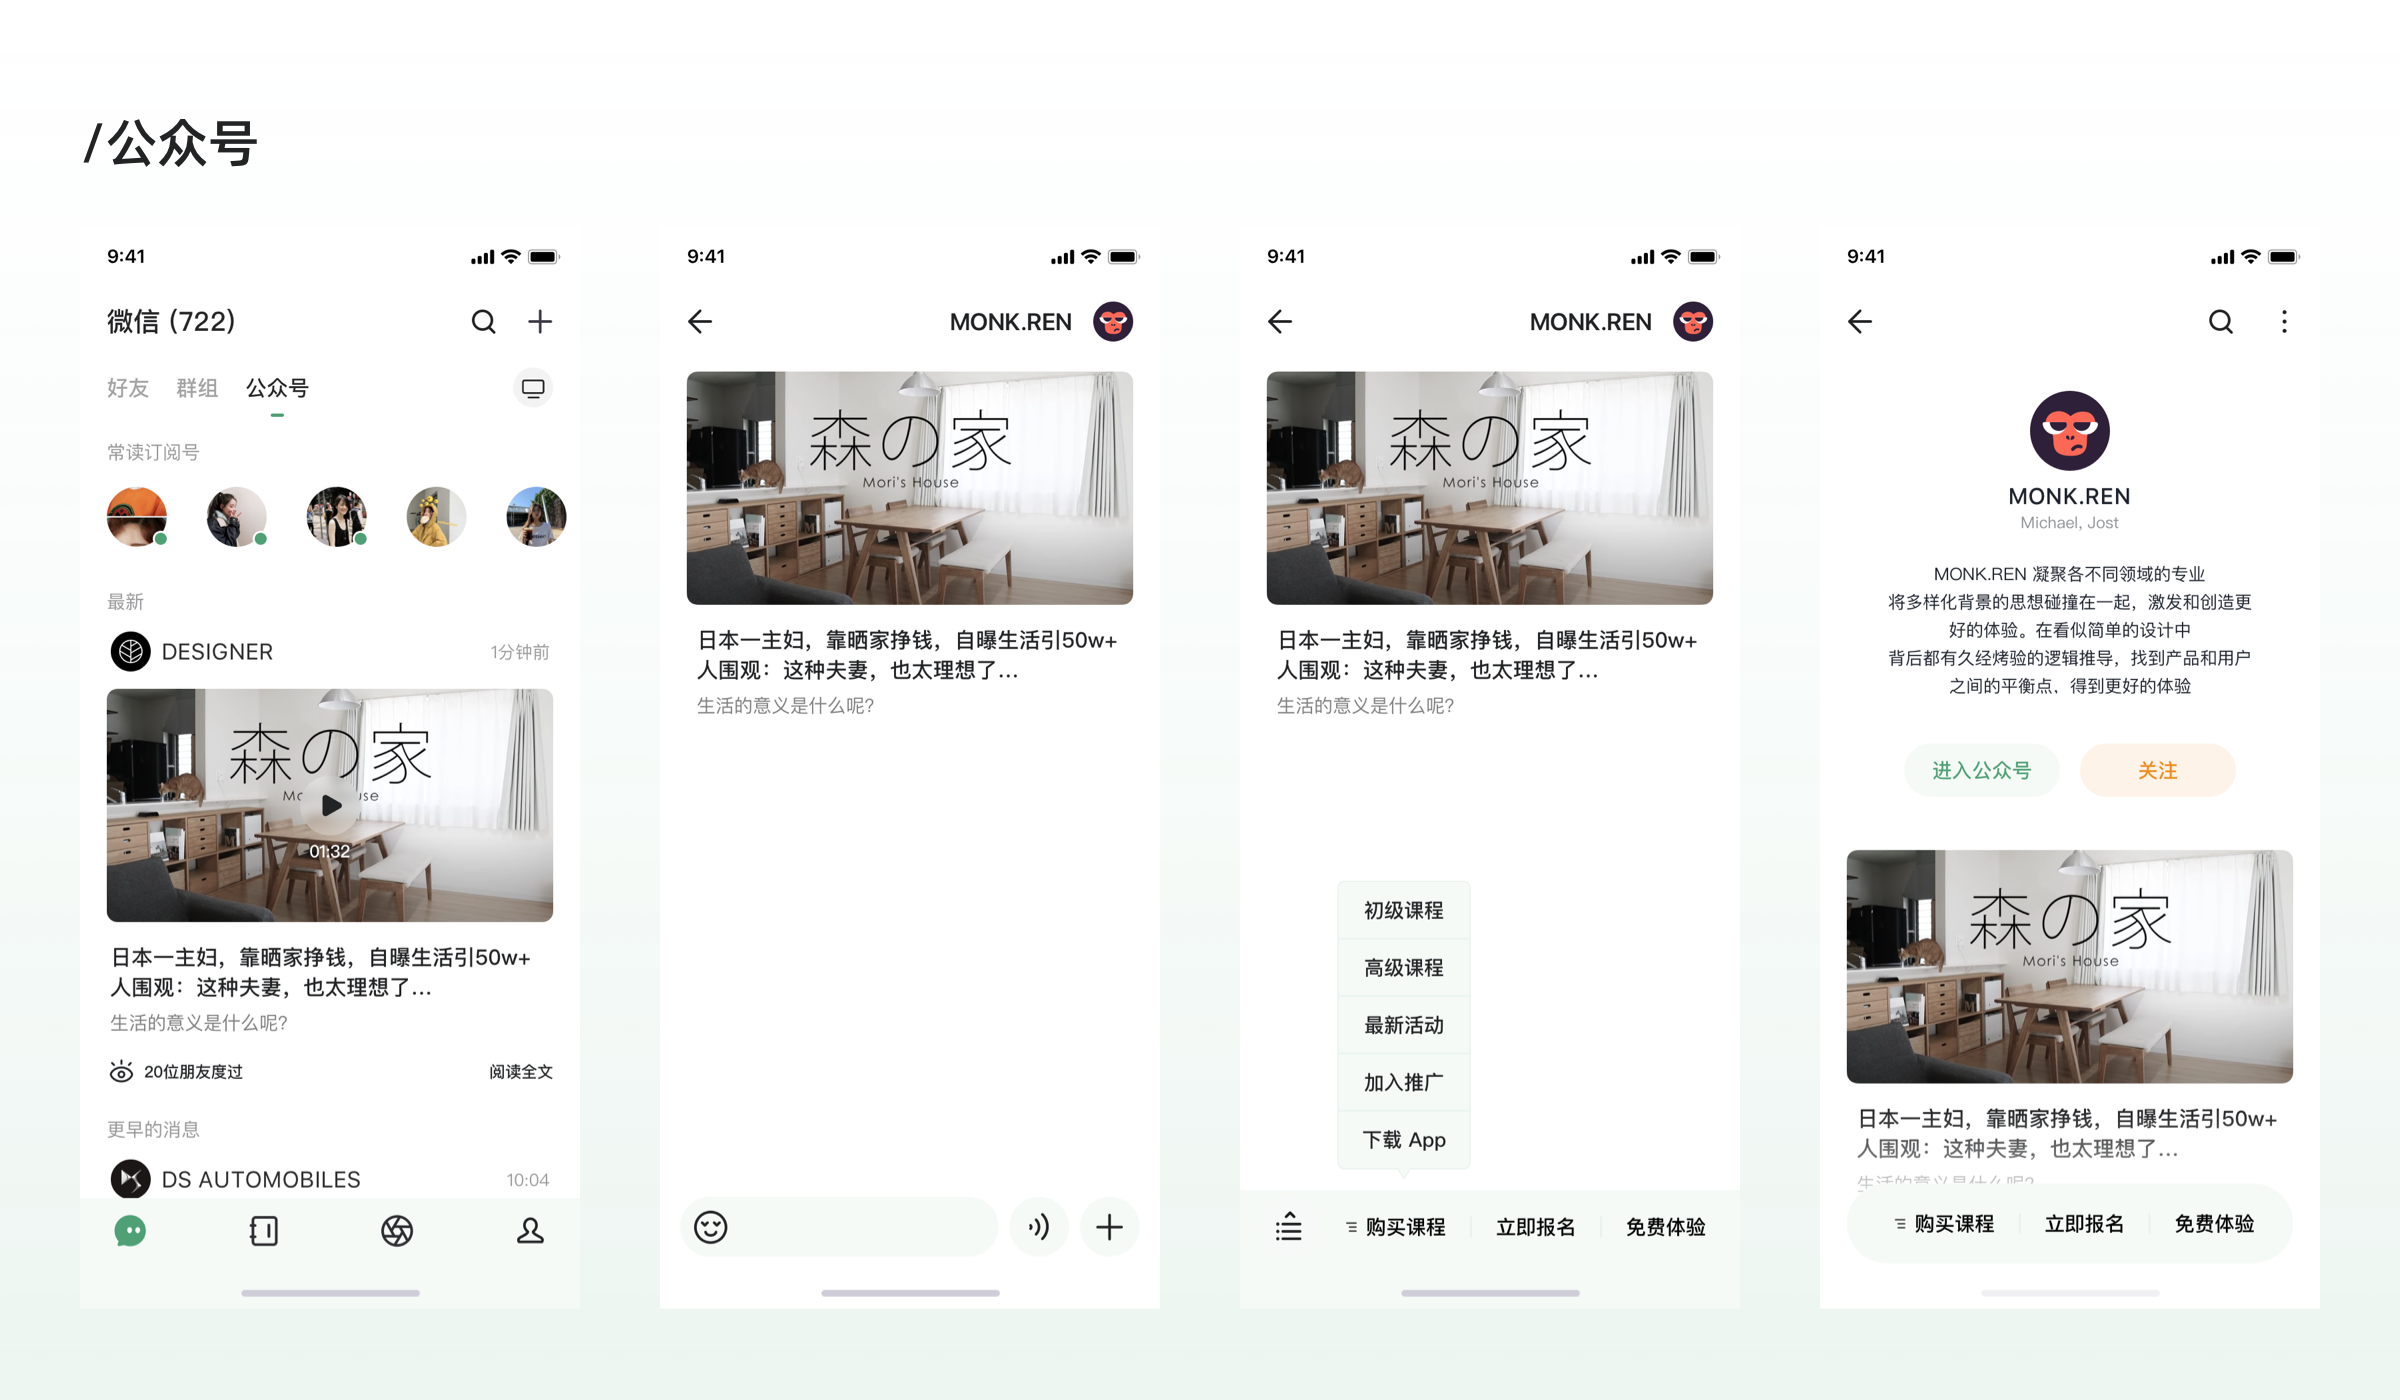 /公众号
9:41
微信 (722)
好友 群组 公众号
常读订阅号
最新
DESIGNER 1分钟前
森の家
01:32
日本一主妇，靠晒家挣钱，自曝生活引50w+
人围观：这种夫妻，也太理想了...
生活的意义是什么呢?
20位朋友度过 阅读全文
更早的消息
DS AUTOMOBILES 10:04
9:41
MONK.REN
森の家
Mori's House
日本一主妇，靠晒家挣钱，自曝生活引50w+
人围观：这种夫妻，也太理想了...
生活的意义是什么呢?
9:41
MONK.REN
森の家
Mori's House
日本一主妇，靠晒家挣钱，自曝生活引50w+
人围观：这种夫妻，也太理想了...
生活的意义是什么呢?
初级课程
高级课程
最新活动
加入推广
下载 App
购买课程 立即报名 免费体验
9:41
MONK.REN
Michael, Jost
MONK.REN 凝聚各不同领域的专业
将多样化背景的思想碰撞在一起，激发和创造更
好的体验。在看似简单的设计中
背后都有久经烤验的逻辑推导，找到产品和用户
之间的平衡点．得到更好的体验
进入公众号 关注
森の家
Mori's House
日本一主妇，靠晒家挣钱，自曝生活引50w+
人围观：这种夫妻，也太理想了...
生活的意义是什么呢?
购买课程 立即报名 免费体验